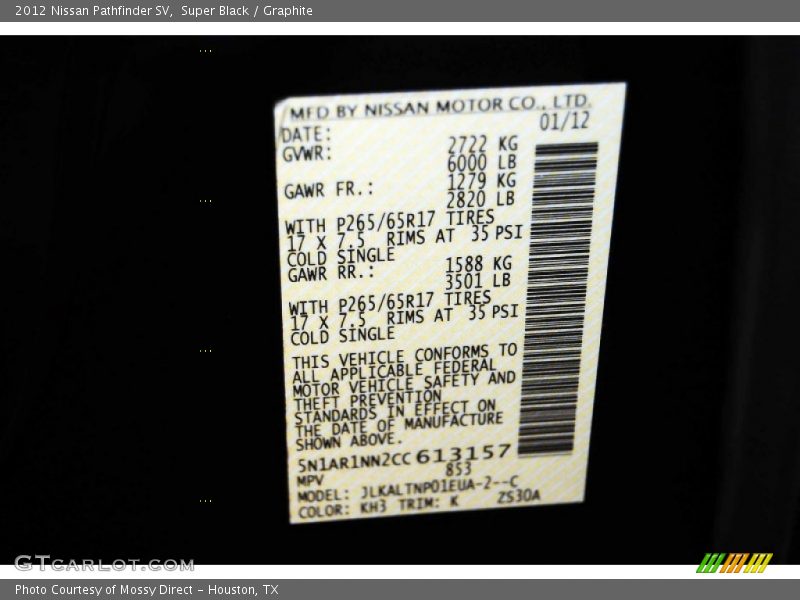 2012 Nissan Pathfinder SV,  Super Black / Graphite
MFD BY NISSAN MOTOR CO., LTD.
DATE: 01/12
GVWR: 2722 KG
6000 LB
GAWR FR.: 1279 KG
2820 LB
WITH P265/65R17 TIRES
17 X 7.5 RIMS AT 35 PSI
COLD SINGLE
GAWR RR.: 1588 KG
3501 LB
WITH P265/65R17 TIRES
17 X 7.5 RIMS AT 35 PSI
COLD SINGLE
THIS VEHICLE CONFORMS TO
ALL APPLICABLE FEDERAL
MOTOR VEHICLE SAFETY AND
THEFT PREVENTION
STANDARDS IN EFFECT ON
THE DATE OF MANUFACTURE
SHOWN ABOVE.
5N1AR1NN2CC 613157
MPV 853
MODEL: JLKALTNP01EUA-2--C
COLOR: KH3 TRIM: K ZS30A
GTCARLOT.COM
Photo Courtesy of Mossy Direct - Houston, TX